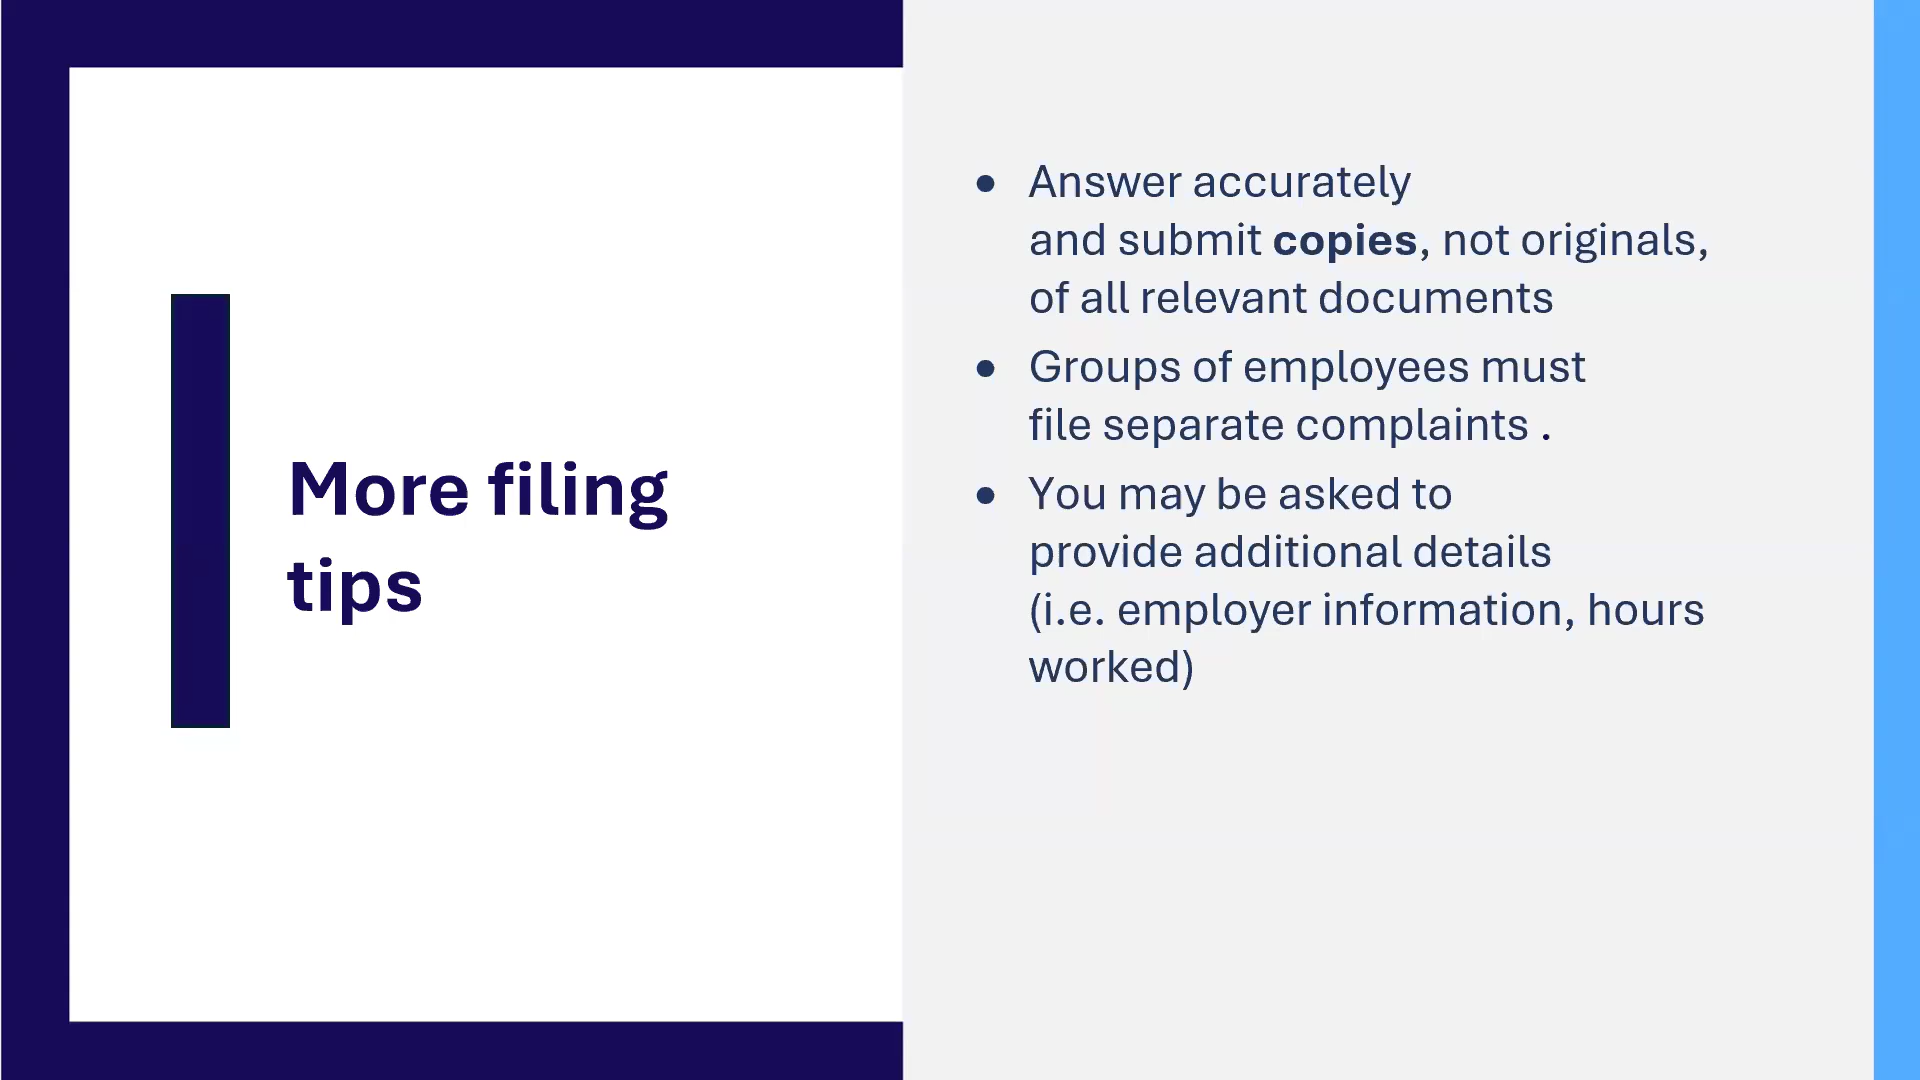 More filing
tips
● Answer accurately
and submit copies, not originals,
of all relevant documents
● Groups of employees must
file separate complaints .
● You may be asked to
provide additional details
(i.e. employer information, hours
worked)